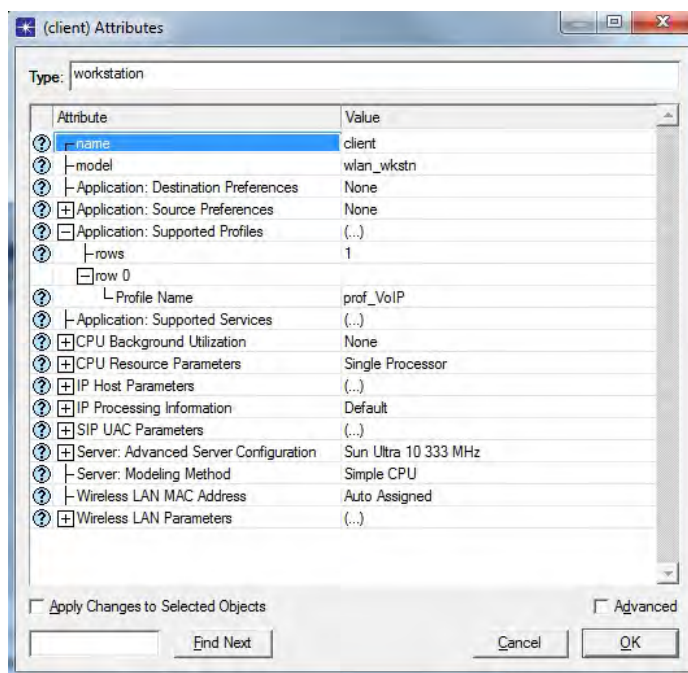 (client) Attributes
Type: workstation
Attribute Value
name client
model wlan_wkstn
Application: Destination Preferences None
Application: Source Preferences None
Application: Supported Profiles (...)
rows 1
row 0
Profile Name prof_VoIP
Application: Supported Services (...)
CPU Background Utilization None
CPU Resource Parameters Single Processor
IP Host Parameters (...)
IP Processing Information Default
SIP UAC Parameters (...)
Server: Advanced Server Configuration Sun Ultra 10 333 MHz
Server: Modeling Method Simple CPU
Wireless LAN MAC Address Auto Assigned
Wireless LAN Parameters (...)
Apply Changes to Selected Objects Advanced
Find Next Cancel OK